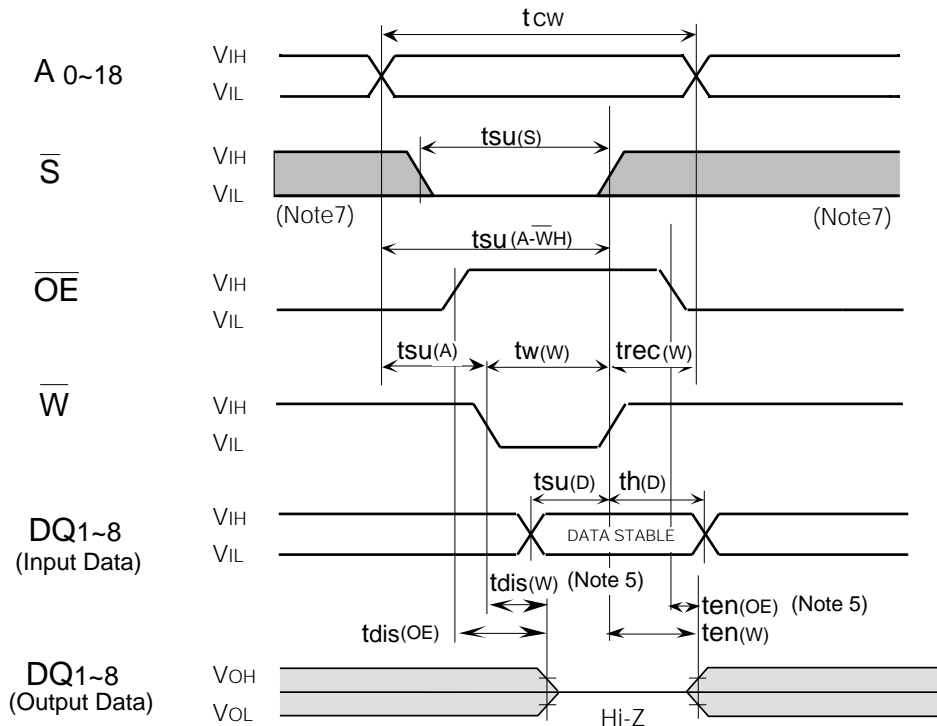 tCW
A 0~18
VIH
VIL
S
VIH
VIL
tsu(S)
(Note7)
(Note7)
tsu(A-WH)
OE
VIH
VIL
tsu(A)
tw(W)
trec(W)
W
VIH
VIL
tsu(D)
th(D)
DQ1~8
(Input Data)
VIH
VIL
DATA STABLE
tdis(W)
(Note 5)
ten(OE)
(Note 5)
tdis(OE)
ten(W)
DQ1~8
(Output Data)
VOH
VOL
Hi-Z